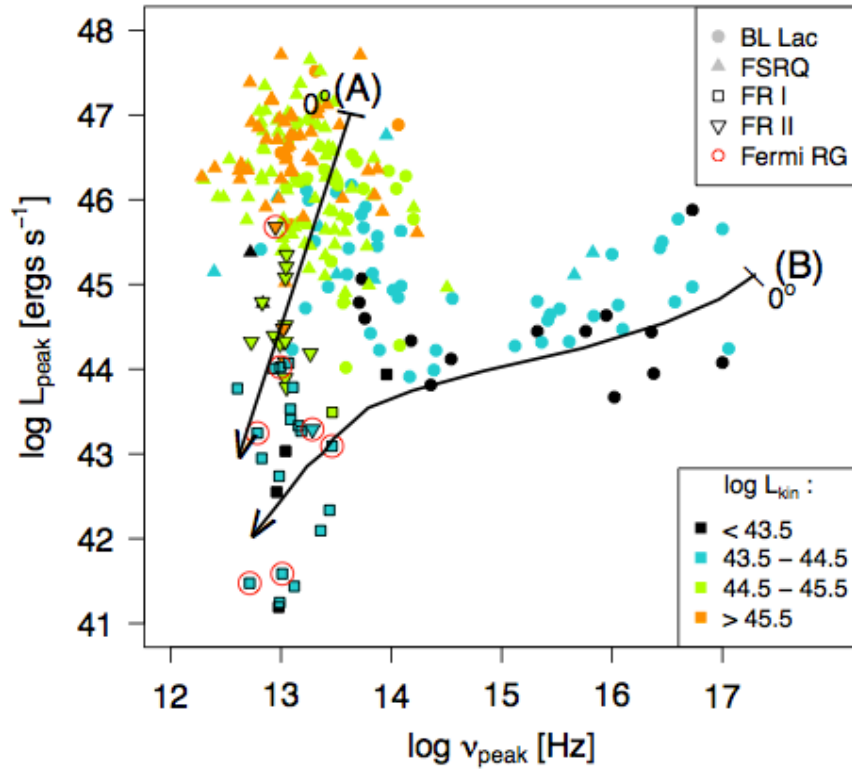 48
47
46
45
44
43
42
41
12
13
14
15
16
17
log L_peak [ergs s⁻¹]
log ν_peak [Hz]
0° (A)
(B)
0°
BL Lac
FSRQ
FR I
FR II
Fermi RG
log L_kin :
< 43.5
43.5 − 44.5
44.5 − 45.5
> 45.5